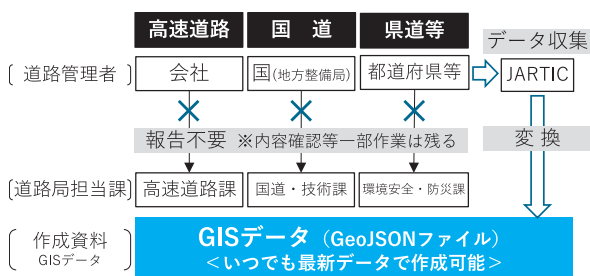 高速道路 国道 県道等
データ収集
(道路管理者) 会社 国(地方整備局) 都道府県等 JARTIC
報告不要 ※内容確認等一部作業は残る
変換
(道路局担当課) 高速道路課 国道・技術課 環境安全・防災課
作成資料
GISデータ
GISデータ(GeoJSONファイル)
＜いつでも最新データで作成可能＞